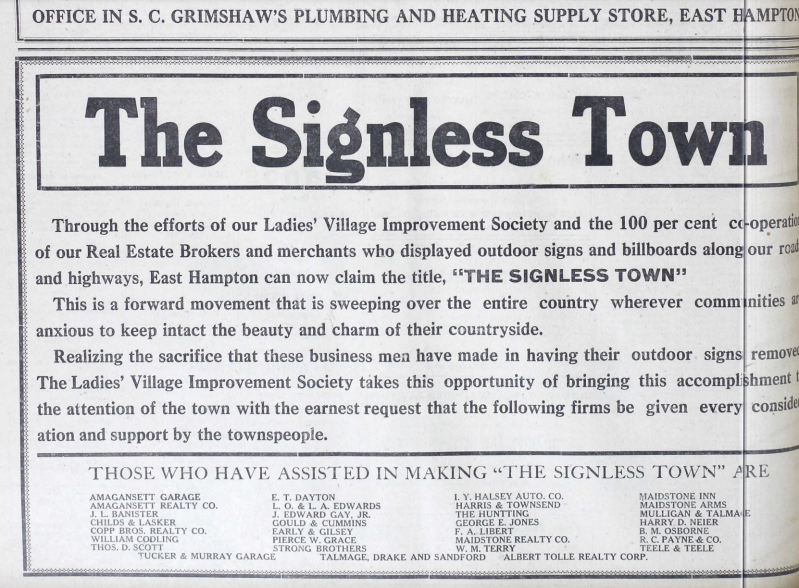 OFFICE IN S. C. GRIMSHAW'S PLUMBING AND HEATING SUPPLY STORE, EAST HAMPTON
The Signless Town
Through the efforts of our Ladies' Village Improvement Society and the 100 per cent co-operation
of our Real Estate Brokers and merchants who displayed outdoor signs and billboards along our road
and highways, East Hampton can now claim the title, "THE SIGNLESS TOWN"
This is a forward movement that is sweeping over the entire country wherever communities ar
anxious to keep intact the beauty and charm of their countryside.
Realizing the sacrifice that these business men have made in having their outdoor signs removed
The Ladies' Village Improvement Society takes this opportunity of bringing this accomplishment t
the attention of the town with the earnest request that the following firms be given every consider
ation and support by the townspeople.
THOSE WHO HAVE ASSISTED IN MAKING "THE SIGNLESS TOWN" ARE
AMAGANSETT GARAGE
AMAGANSETT REALTY CO.
J. L. BANISTER
CHILDS & LASKER
COPP BROS. REALTY CO.
WILLIAM CODLING
THOS. D. SCOTT
E. T. DAYTON
L. O. & L. A. EDWARDS
J. EDWARD GAY, JR.
GOULD & CUMMINS
EARLY & GILSEY
PIERCE W. GRACE
STRONG BROTHERS
I. Y. HALSEY AUTO. CO.
HARRIS & TOWNSEND
THE HUNTTING
GEORGE E. JONES
F. A. LIBERT
MAIDSTONE REALTY CO.
W. M. TERRY
MAIDSTONE INN
MAIDSTONE ARMS
MULLIGAN & TALMAGE
HARRY D. NEIER
B. M. OSBORNE
R. C. PAYNE & CO.
TEELE & TEELE
TUCKER & MURRAY GARAGE TALMAGE, DRAKE AND SANDFORD ALBERT TOLLE REALTY CORP.